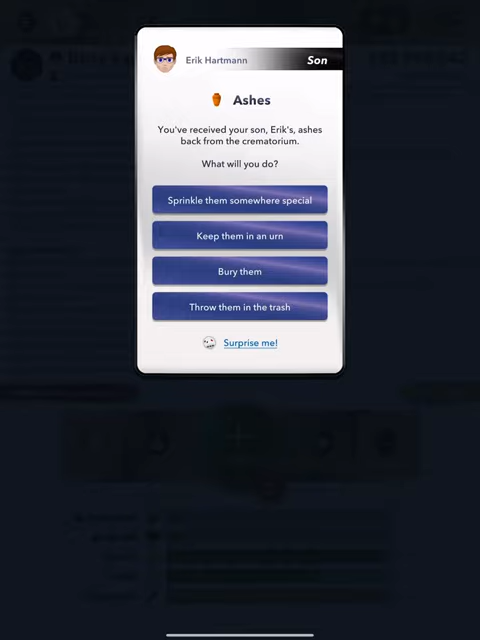 Erik Hartmann
Son
Ashes
You've received your son, Erik's, ashes
back from the crematorium.
What will you do?
Sprinkle them somewhere special
Keep them in an urn
Bury them
Throw them in the trash
Surprise me!